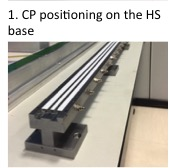 1. CP positioning on the HS
base